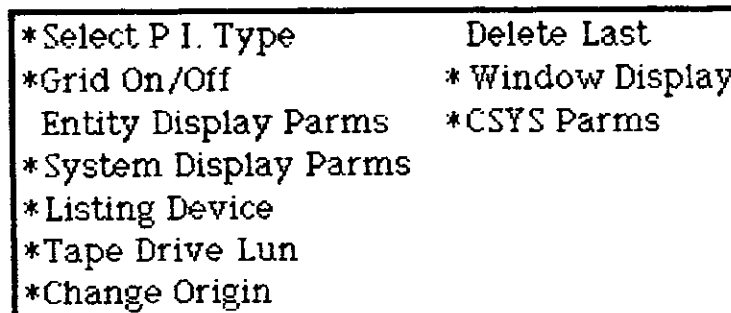 *Select P I. Type
*Grid On/Off
Entity Display Parms
*System Display Parms
*Listing Device
*Tape Drive Lun
*Change Origin
Delete Last
* Window Display
*CSYS Parms